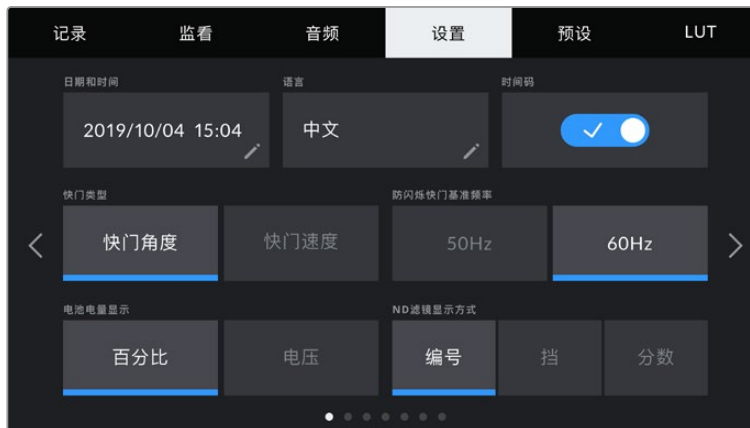 记录 监看 音频 设置 预设 LUT
日期和时间 语言 时间码
2019/10/04 15:04 中文
快门类型 防闪烁快门基准频率
快门角度 快门速度 50Hz 60Hz
电池电量显示 ND滤镜显示方式
百分比 电压 编号 挡 分数